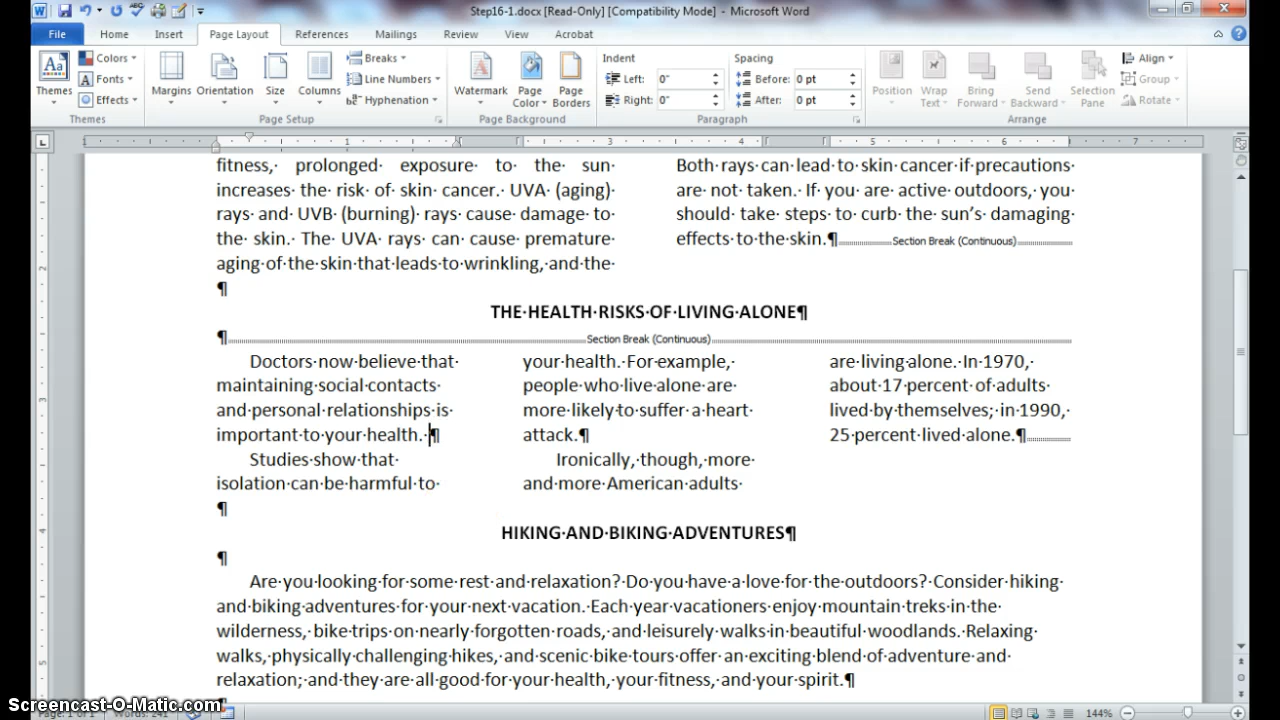 Step16-1.docx [Read-Only] [Compatibility Mode] - Microsoft Word
File Home Insert Page Layout References Mailings Review View Acrobat
Themes
Colors
Fonts
Effects
Themes
Margins
Orientation
Size
Columns
Breaks
Line Numbers
Hyphenation
Page Setup
Watermark
Page Color
Page Borders
Page Background
Indent
Left: 0"
Right: 0"
Spacing
Before: 0 pt
After: 0 pt
Paragraph
Position
Wrap Text
Bring Forward
Send Backward
Selection Pane
Align
Group
Rotate
Arrange
1 1 3 4 5 6 7
fitness, prolonged exposure to the sun
increases the risk of skin cancer. UVA (aging)
rays and UVB (burning) rays cause damage to
the skin. The UVA rays can cause premature
aging of the skin that leads to wrinkling, and the
Both rays can lead to skin cancer if precautions
are not taken. If you are active outdoors, you
should take steps to curb the sun's damaging
effects to the skin.¶ Section Break (Continuous)
¶
THE HEALTH RISKS OF LIVING ALONE¶
¶ Section Break (Continuous)
Doctors now believe that
maintaining social contacts
and personal relationships is
important to your health. ¶
Studies show that
isolation can be harmful to
your health. For example,
people who live alone are
more likely to suffer a heart
attack.¶
Ironically, though, more
and more American adults
are living alone. In 1970,
about 17 percent of adults
lived by themselves; in 1990,
25 percent lived alone.¶
¶
HIKING AND BIKING ADVENTURES¶
¶
Are you looking for some rest and relaxation? Do you have a love for the outdoors? Consider hiking
and biking adventures for your next vacation. Each year vacationers enjoy mountain treks in the
wilderness, bike trips on nearly forgotten roads, and leisurely walks in beautiful woodlands. Relaxing
walks, physically challenging hikes, and scenic bike tours offer an exciting blend of adventure and
relaxation; and they are all good for your health, your fitness, and your spirit.¶
Screencast-O-Matic.com
144%